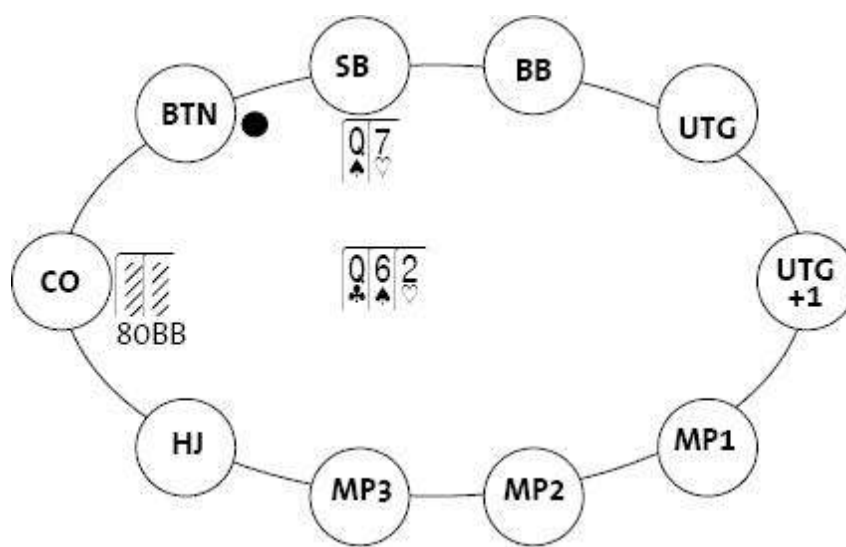 SB
BB
BTN
UTG
Q♠ 7♡
CO
80BB
Q♣ 6♠ 2♡
UTG
+1
HJ
MP1
MP3
MP2